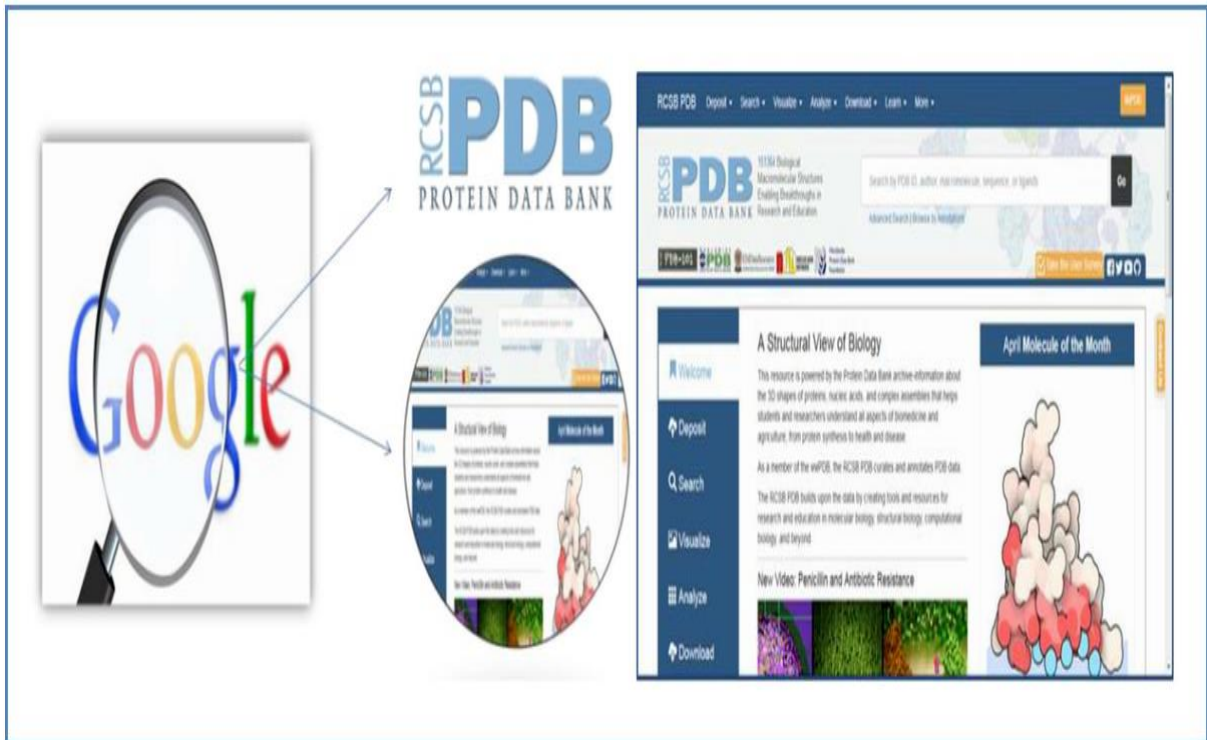 Google
RCSB
PDB
PROTEIN DATA BANK
A Structural View of Biology
April Molecule of the Month
Welcome
New Video: Penicillin and Antibiotic Resistance
RCSB PDB Deposit Search Visualize Analyze Download Learn More
RCSB
PDB
PROTEIN DATA BANK
Biological
Macromolecular Structures
Enabling Breakthroughs in
Research and Education
Search by PDB ID, author, macromolecule, sequence, or ligands
Go
Advanced Search | Browse by Annotations
PDB-101
PDB
Take the User Survey
Welcome
Deposit
Search
Visualize
Analyze
Download
A Structural View of Biology
This resource is powered by the Protein Data Bank archive-information about
the 3D shapes of proteins, nucleic acids, and complex assemblies that helps
students and researchers understand all aspects of biomedicine and
agriculture, from protein synthesis to health and disease.
As a member of the wwPDB, the RCSB PDB curates and annotates PDB data.
The RCSB PDB builds upon the data by creating tools and resources for
research and education in molecular biology, structural biology, computational
biology, and beyond.
New Video: Penicillin and Antibiotic Resistance
April Molecule of the Month